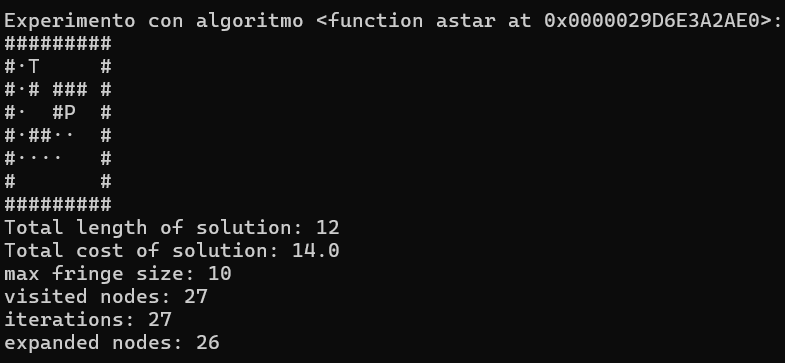 Experimento con algoritmo <function astar at 0x0000029D6E3A2AE0>:
#########
#·T     #
#·# ### #
#·  #P  #
#·##··  #
#····   #
#       #
#########
Total length of solution: 12
Total cost of solution: 14.0
max fringe size: 10
visited nodes: 27
iterations: 27
expanded nodes: 26